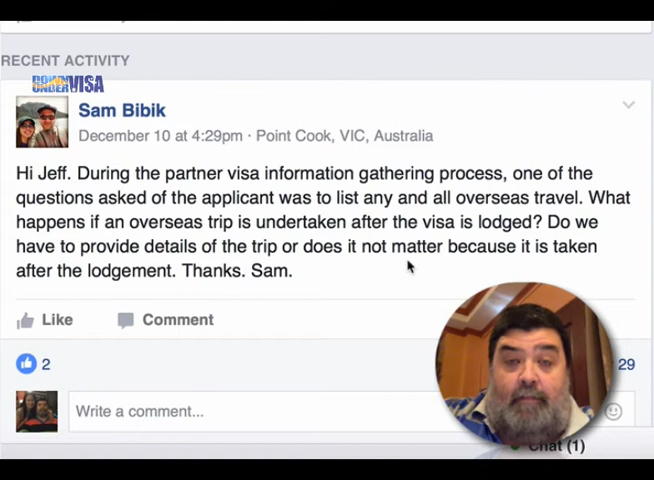 RECENT ACTIVITY
DOWN UNDER VISA
Sam Bibik
December 10 at 4:29pm · Point Cook, VIC, Australia
Hi Jeff. During the partner visa information gathering process, one of the
questions asked of the applicant was to list any and all overseas travel. What
happens if an overseas trip is undertaken after the visa is lodged? Do we
have to provide details of the trip or does it not matter because it is taken
after the lodgement. Thanks. Sam.
Like Comment
2 29
Write a comment...
Chat (1)